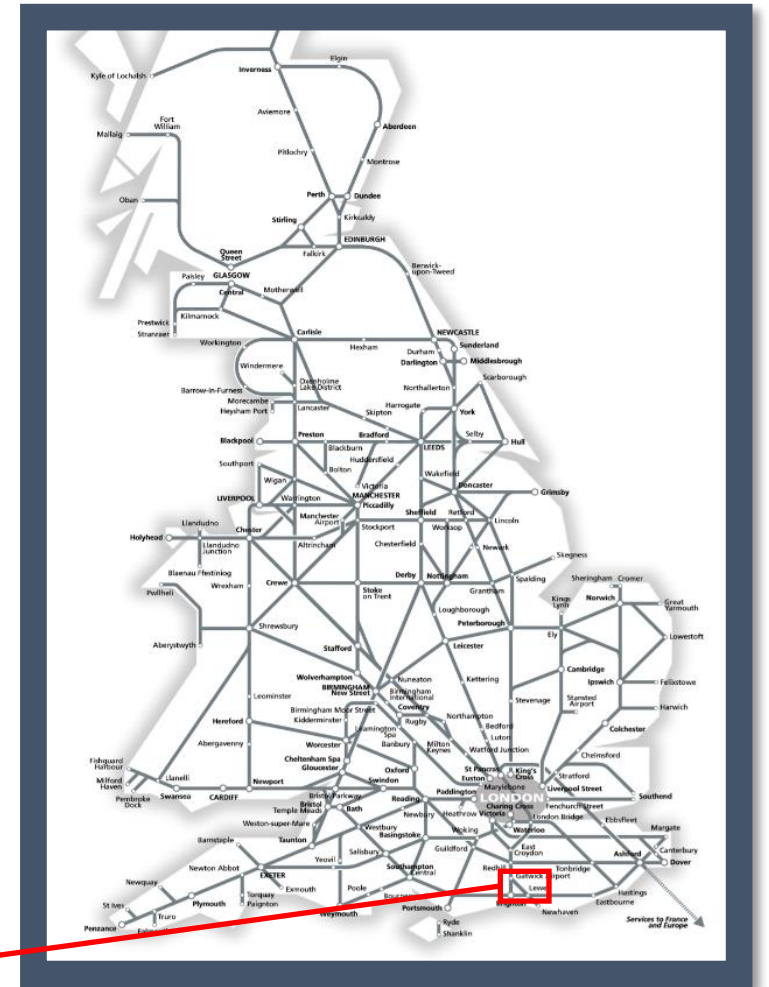 Elgin
Kyle of Lochalsh
Inverness
Aviemore
Fort
William
Mallaig
Aberdeen
Pitlochry
Montrose
Oban
Perth
Dundee
Stirling
Kirkcaldy
EDINBURGH
Queen
Street
Falkirk
Berwick-
upon-Tweed
Paisley
GLASGOW
Central
Motherwell
Prestwick
Kilmarnock
Stranraer
Carlisle
NEWCASTLE
Workington
Hexham
Durham
Sunderland
Darlington
Middlesbrough
Windermere
Scarborough
Oxenholme
Lake District
Northallerton
Barrow-in-Furness
Morecambe
Heysham Port
Lancaster
Harrogate
York
Skipton
Blackpool
Preston
Bradford
Selby
Hull
Blackburn
LEEDS
Huddersfield
Southport
Bolton
Wakefield
Wigan
Victoria
Doncaster
MANCHESTER
Piccadilly
Grimsby
LIVERPOOL
Warrington
Manchester
Airport
Sheffield
Retford
Llandudno
Chester
Stockport
Worksop
Lincoln
Holyhead
Llandudno
Junction
Altrincham
Chesterfield
Newark
Skegness
Blaenau Ffestiniog
Wrexham
Crewe
Stoke
on Trent
Derby
Nottingham
Grantham
Spalding
Sheringham
Cromer
Pwllheli
Kings
Lynn
Norwich
Great
Yarmouth
Loughborough
Peterborough
Shrewsbury
Ely
Lowestoft
Aberystwyth
Stafford
Leicester
Wolverhampton
Nuneaton
Kettering
Cambridge
BIRMINGHAM
New Street
Birmingham
International
Ipswich
Felixstowe
Leominster
Coventry
Stansted
Airport
Birmingham Moor Street
Rugby
Northampton
Stevenage
Harwich
Hereford
Kidderminster
Bedford
Colchester
Leamington
Spa
Luton
Abergavenny
Worcester
Banbury
Milton
Keynes
Watford Junction
Chelmsford
Fishguard
Harbour
Cheltenham Spa
Gloucester
Oxford
St Pancras
King's
Cross
Euston
Stratford
Milford
Haven
Llanelli
Newport
Swindon
Marylebone
Liverpool Street
Pembroke
Dock
Swansea
CARDIFF
Bristol Parkway
Paddington
LONDON
Southend
Bristol
Temple Meads
Bath
Reading
Charing Cross
Fenchurch Street
Newbury
Heathrow
Victoria
London Bridge
Weston-super-Mare
Ebbsfleet
Westbury
Basingstoke
Woking
Waterloo
Margate
Barnstaple
Taunton
Guildford
East
Croydon
Canterbury
Salisbury
Yeovil
Redhill
Tonbridge
Ashford
Dover
Newton Abbot
EXETER
Southampton
Central
Gatwick Airport
Newquay
Exmouth
Poole
Hastings
St Ives
Plymouth
Torquay
Paignton
Portsmouth
Brighton
Eastbourne
Truro
Weymouth
Newhaven
Penzance
Ryde
Shanklin
Services to France
and Europe